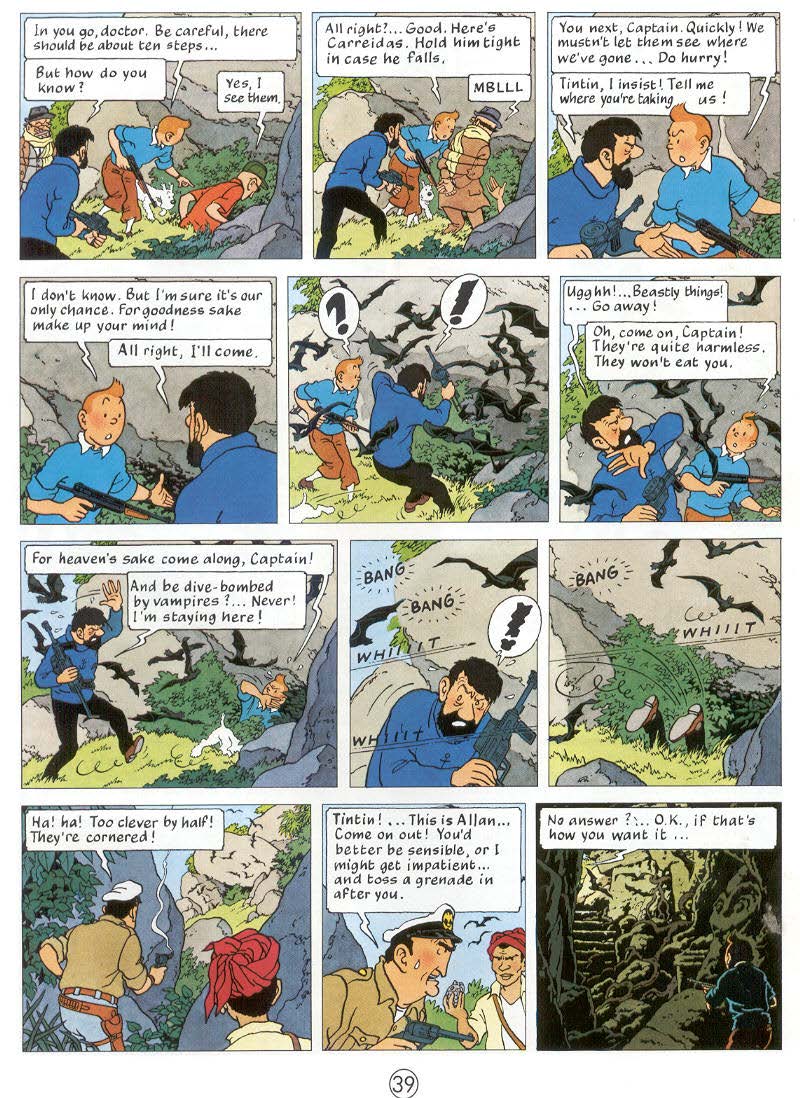 In you go, doctor. Be careful, there
should be about ten steps...
But how do you
know?
Yes, I
see them.
All right?... Good. Here's
Carreidas. Hold him tight
in case he falls.
MBLLL
You next, Captain. Quickly! We
mustn't let them see where
we've gone... Do hurry!
Tintin, I insist! Tell me
where you're taking us!
I don't know. But I'm sure it's our
only chance. For goodness sake
make up your mind!
All right, I'll come.
?
!
Ugghh!... Beastly things!
... Go away!
Oh, come on, Captain!
They're quite harmless.
They won't eat you.
For heaven's sake come along, Captain!
And be dive-bombed
by vampires?... Never!
I'm staying here!
BANG
BANG
WHIIIT
!
WHIIIT
BANG
WHIIIT
Ha! ha! Too clever by half!
They're cornered!
Tintin!... This is Allan...
Come on out! You'd
better be sensible, or I
might get impatient...
and toss a grenade in
after you.
No answer?... O.K., if that's
how you want it...
39